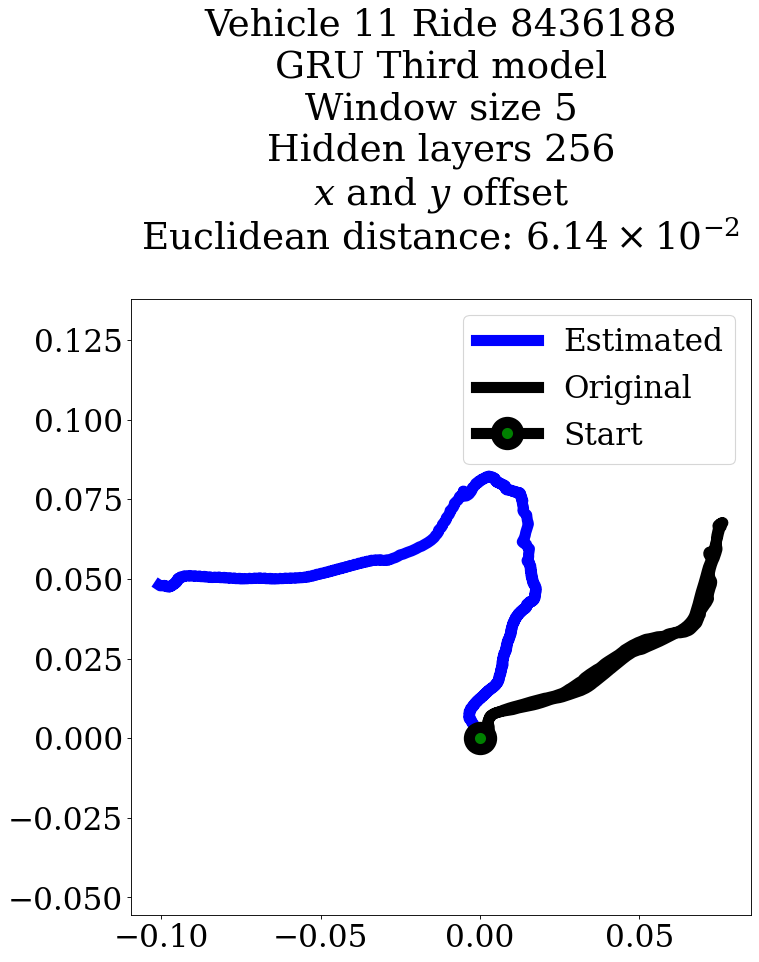 Vehicle 11 Ride 8436188
GRU Third model
Window size 5
Hidden layers 256
x and y offset
Euclidean distance: 6.14 × 10⁻²
Estimated
Original
Start
0.125
0.100
0.075
0.050
0.025
0.000
−0.025
−0.050
−0.10 −0.05 0.00 0.05